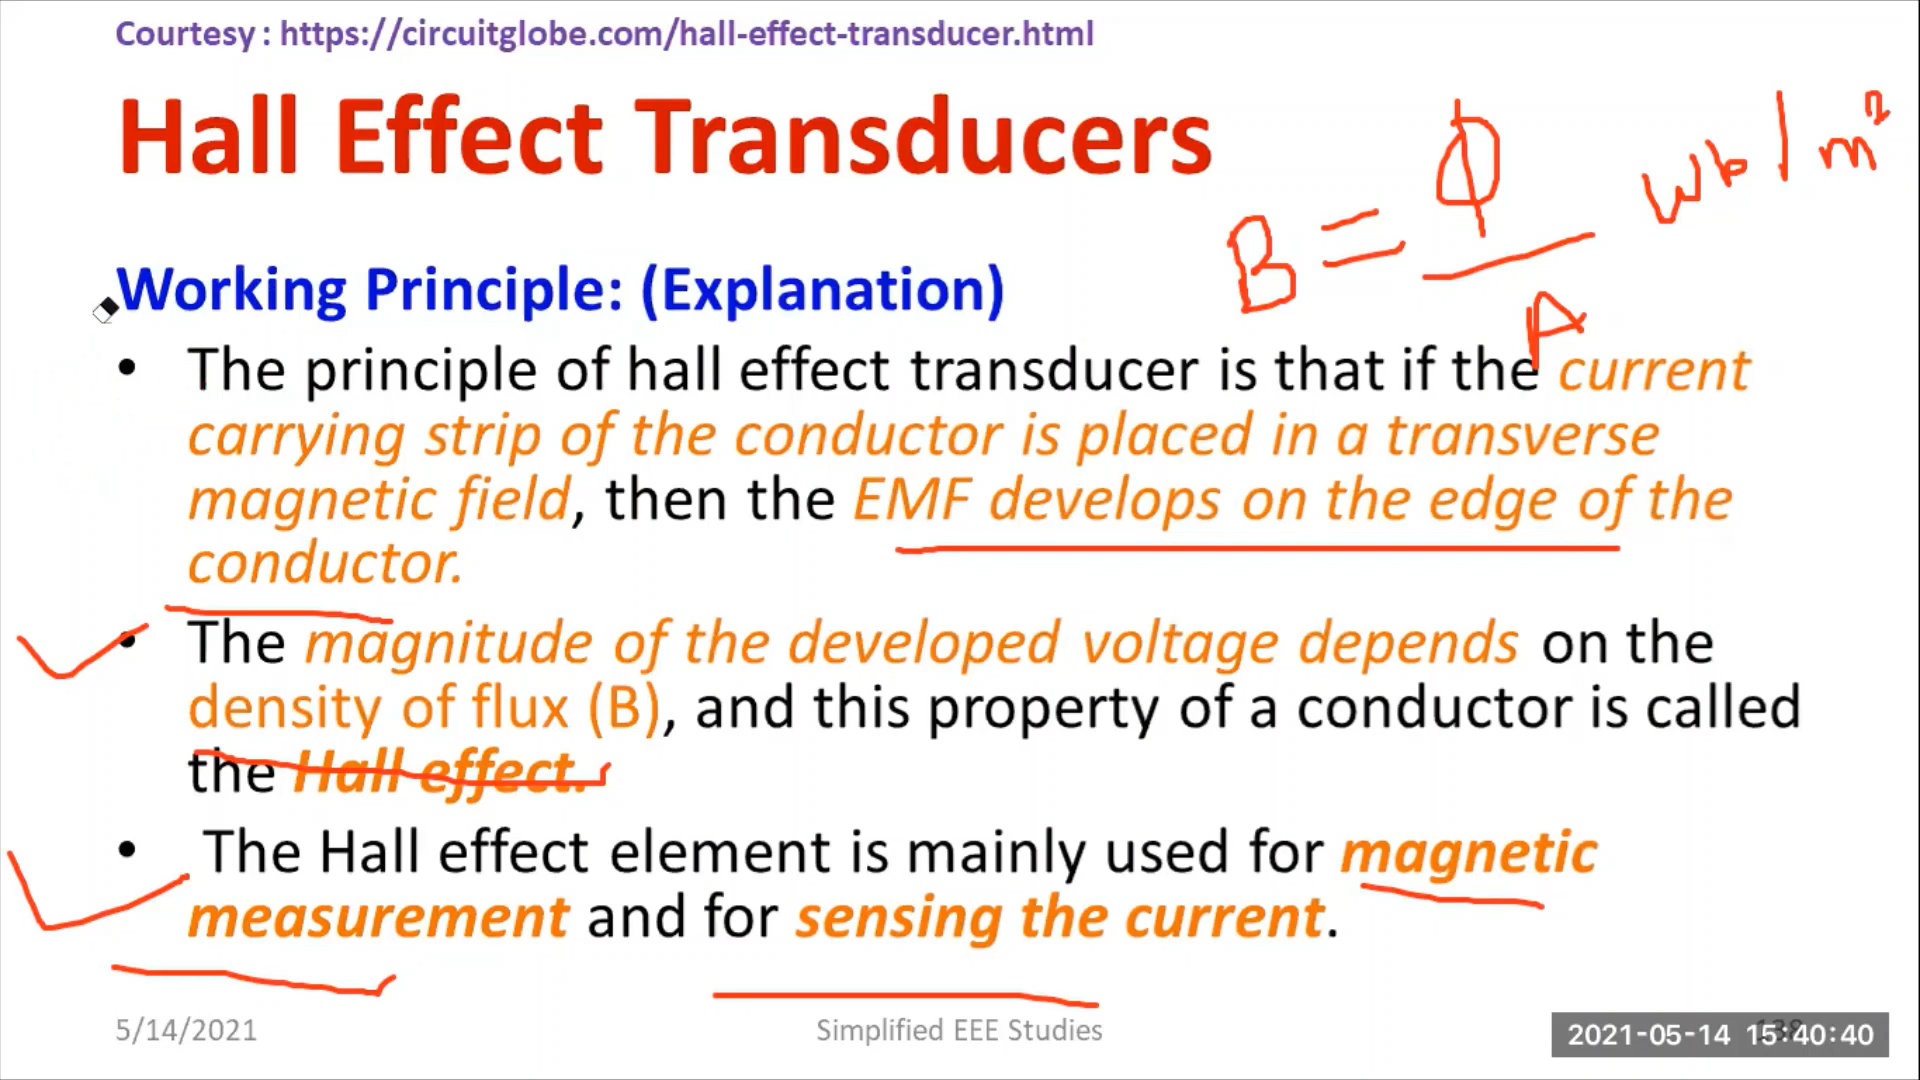 Courtesy : https://circuitglobe.com/hall-effect-transducer.html
Hall Effect Transducers
B = Φ / A wb / m²
Working Principle: (Explanation)
• The principle of hall effect transducer is that if the current
carrying strip of the conductor is placed in a transverse
magnetic field, then the EMF develops on the edge of the
conductor.
• The magnitude of the developed voltage depends on the
density of flux (B), and this property of a conductor is called
the Hall effect.
• The Hall effect element is mainly used for magnetic
measurement and for sensing the current.
5/14/2021
Simplified EEE Studies
2021-05-14 15:40:40